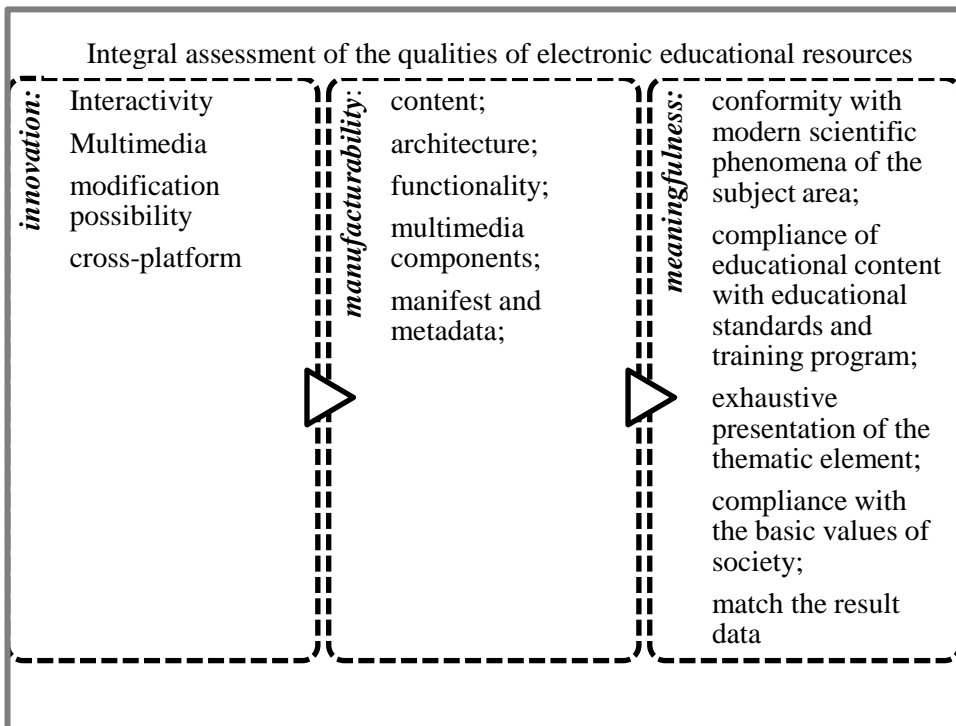 Integral assessment of the qualities of electronic educational resources
innovation:
Interactivity
Multimedia
modification
possibility
cross-platform
manufacturability:
content;
architecture;
functionality;
multimedia
components;
manifest and
metadata;
meaningfulness:
conformity with
modern scientific
phenomena of the
subject area;
compliance of
educational content
with educational
standards and
training program;
exhaustive
presentation of the
thematic element;
compliance with
the basic values of
society;
match the result
data